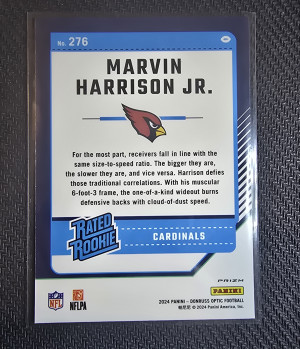 No. 276
MARVIN
HARRISON JR.
For the most part, receivers fall in line with the
same size-to-speed ratio. The bigger they are,
the slower they are, and vice versa. Harrison defies
those traditional correlations. With his muscular
6-foot-3 frame, the one-of-a-kind wideout burns
defensive backs with cloud-of-dust speed.
RATED
ROOKIE
CARDINALS
PRIZM
NFL
NFLPA
PANINI
2024 PANINI - DONRUSS OPTIC FOOTBALL
© 2024 Panini America, Inc.